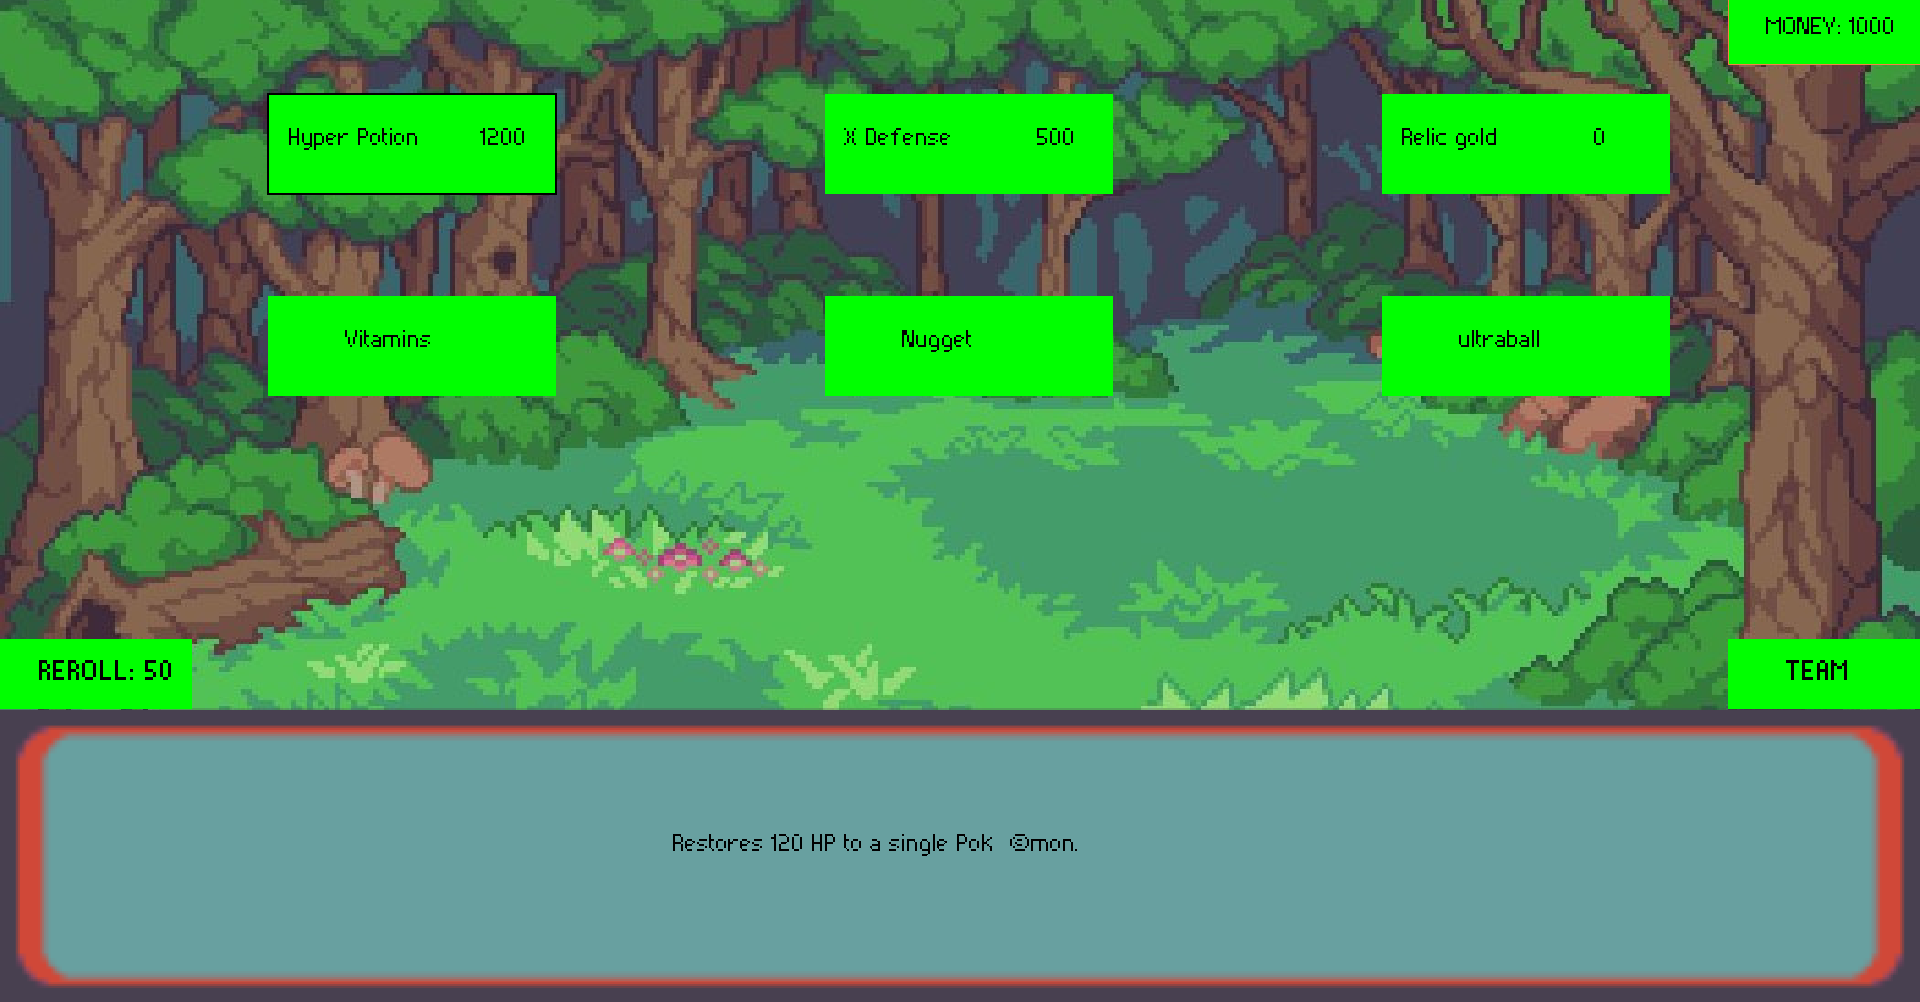 MONEY: 1000
Hyper Potion 1200
X Defense 500
Relic gold 0
Vitamins
Nugget
ultraball
REROLL: 50
TEAM
Restores 120 HP to a single Pok ©mon.